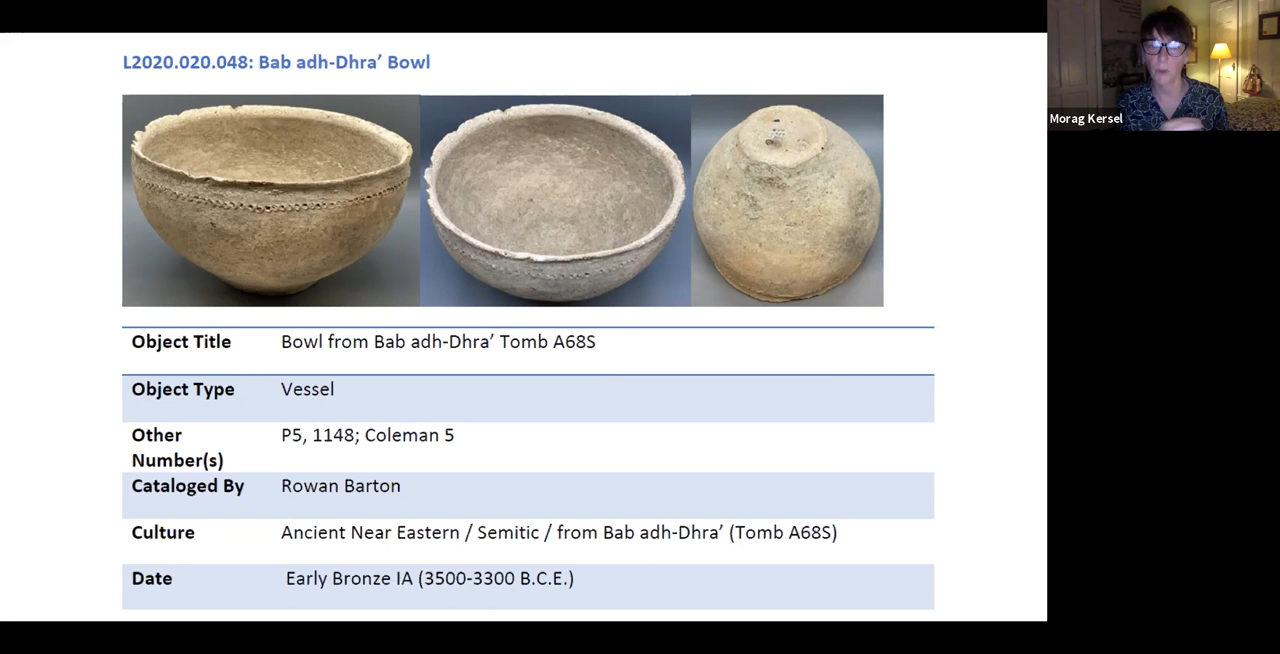 L2020.020.048: Bab adh-Dhra’ Bowl
Morag Kersel
Object Title Bowl from Bab adh-Dhra’ Tomb A68S
Object Type Vessel
Other Number(s) P5, 1148; Coleman 5
Cataloged By Rowan Barton
Culture Ancient Near Eastern / Semitic / from Bab adh-Dhra’ (Tomb A68S)
Date Early Bronze IA (3500-3300 B.C.E.)